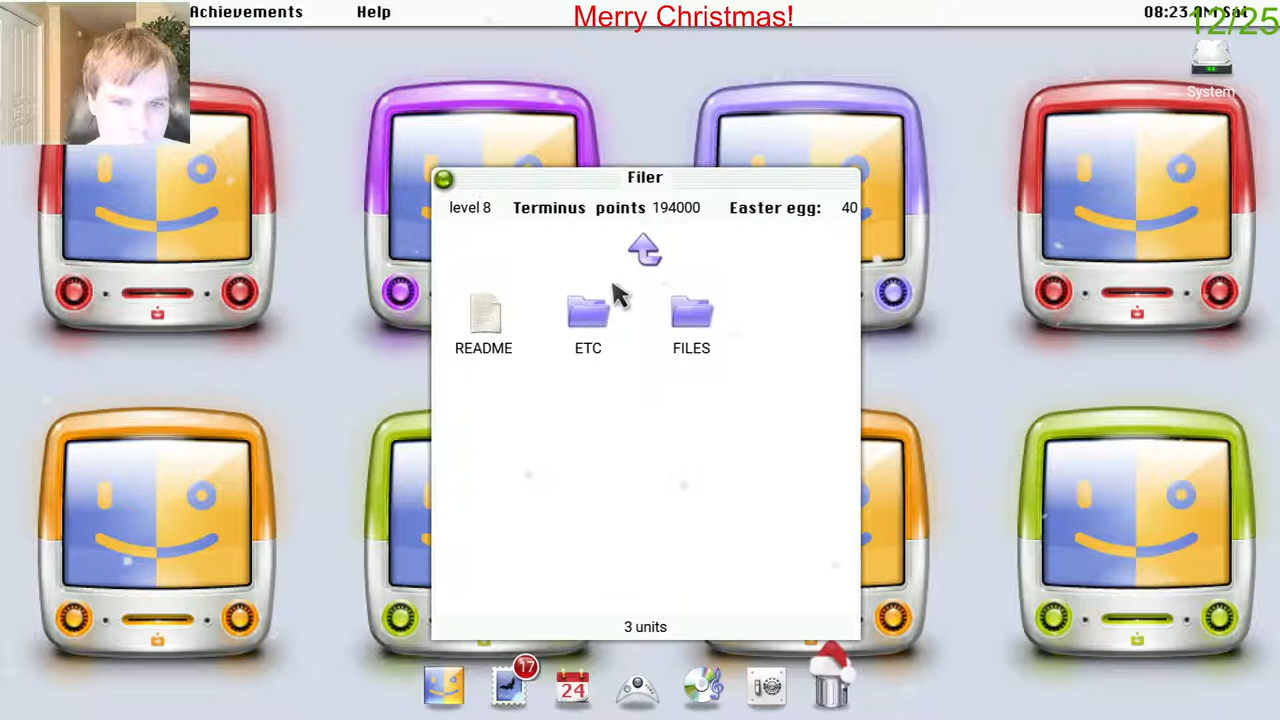 Achievements Help Merry Christmas! 08:23 AM Sat
12/25
System
Filer
level 8 Terminus points 194000 Easter egg: 40
README ETC FILES
3 units
17
24